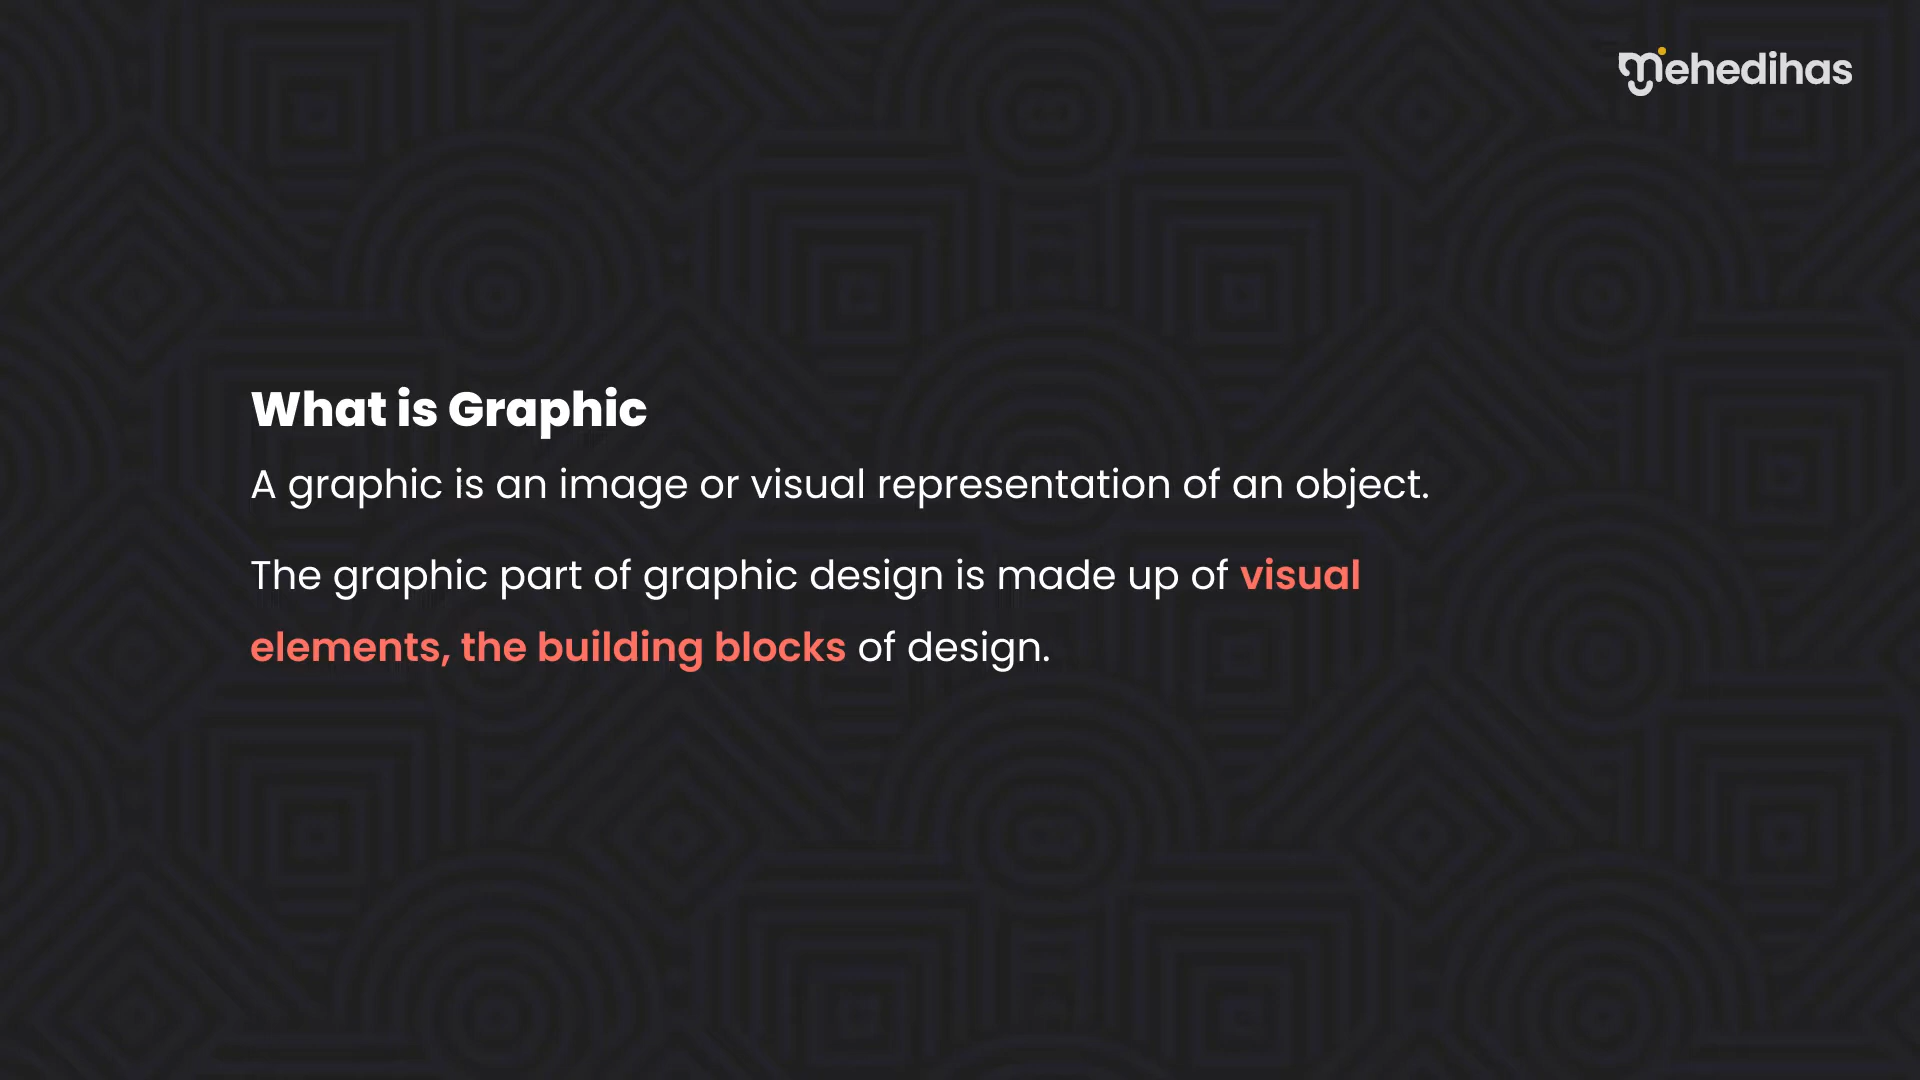 Mehedihas
What is Graphic
A graphic is an image or visual representation of an object.
The graphic part of graphic design is made up of visual
elements, the building blocks of design.